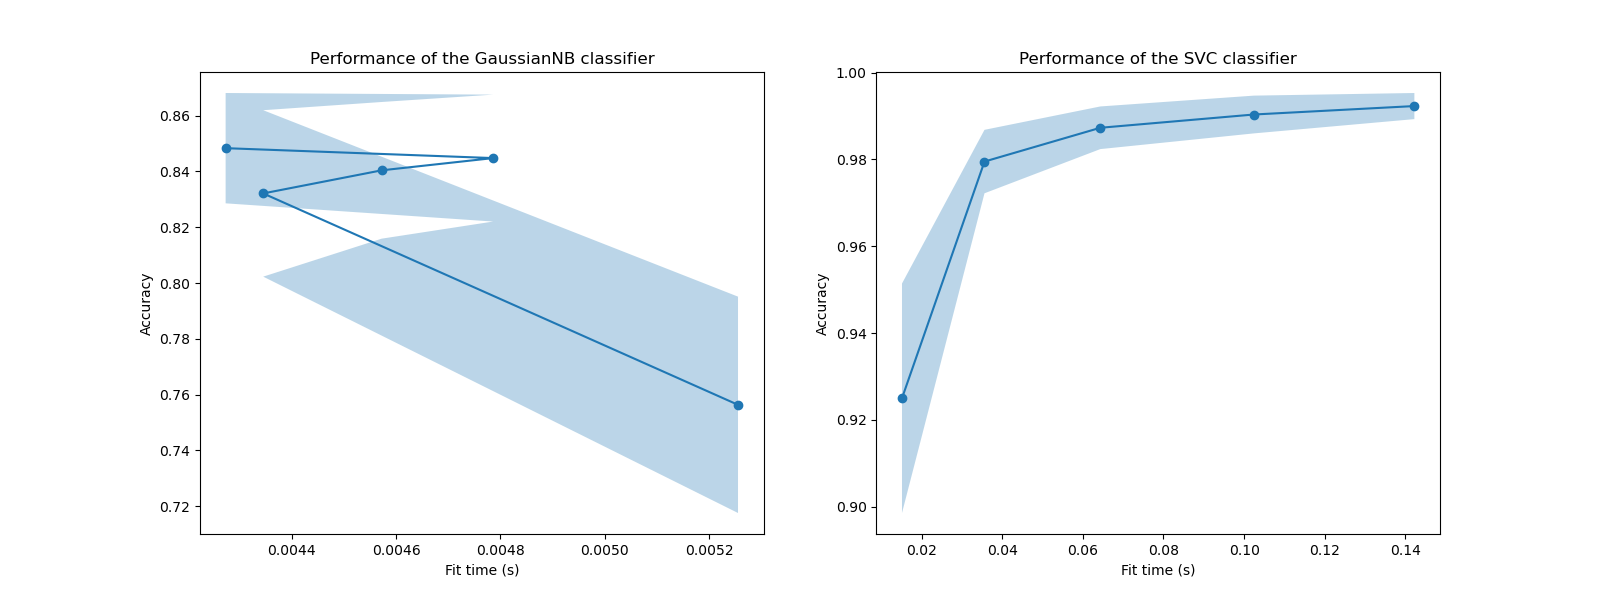 Performance of the GaussianNB classifier
Accuracy
0.86
0.84
0.82
0.80
0.78
0.76
0.74
0.72
0.0044 0.0046 0.0048 0.0050 0.0052
Fit time (s)
Performance of the SVC classifier
Accuracy
1.00
0.98
0.96
0.94
0.92
0.90
0.02 0.04 0.06 0.08 0.10 0.12 0.14
Fit time (s)